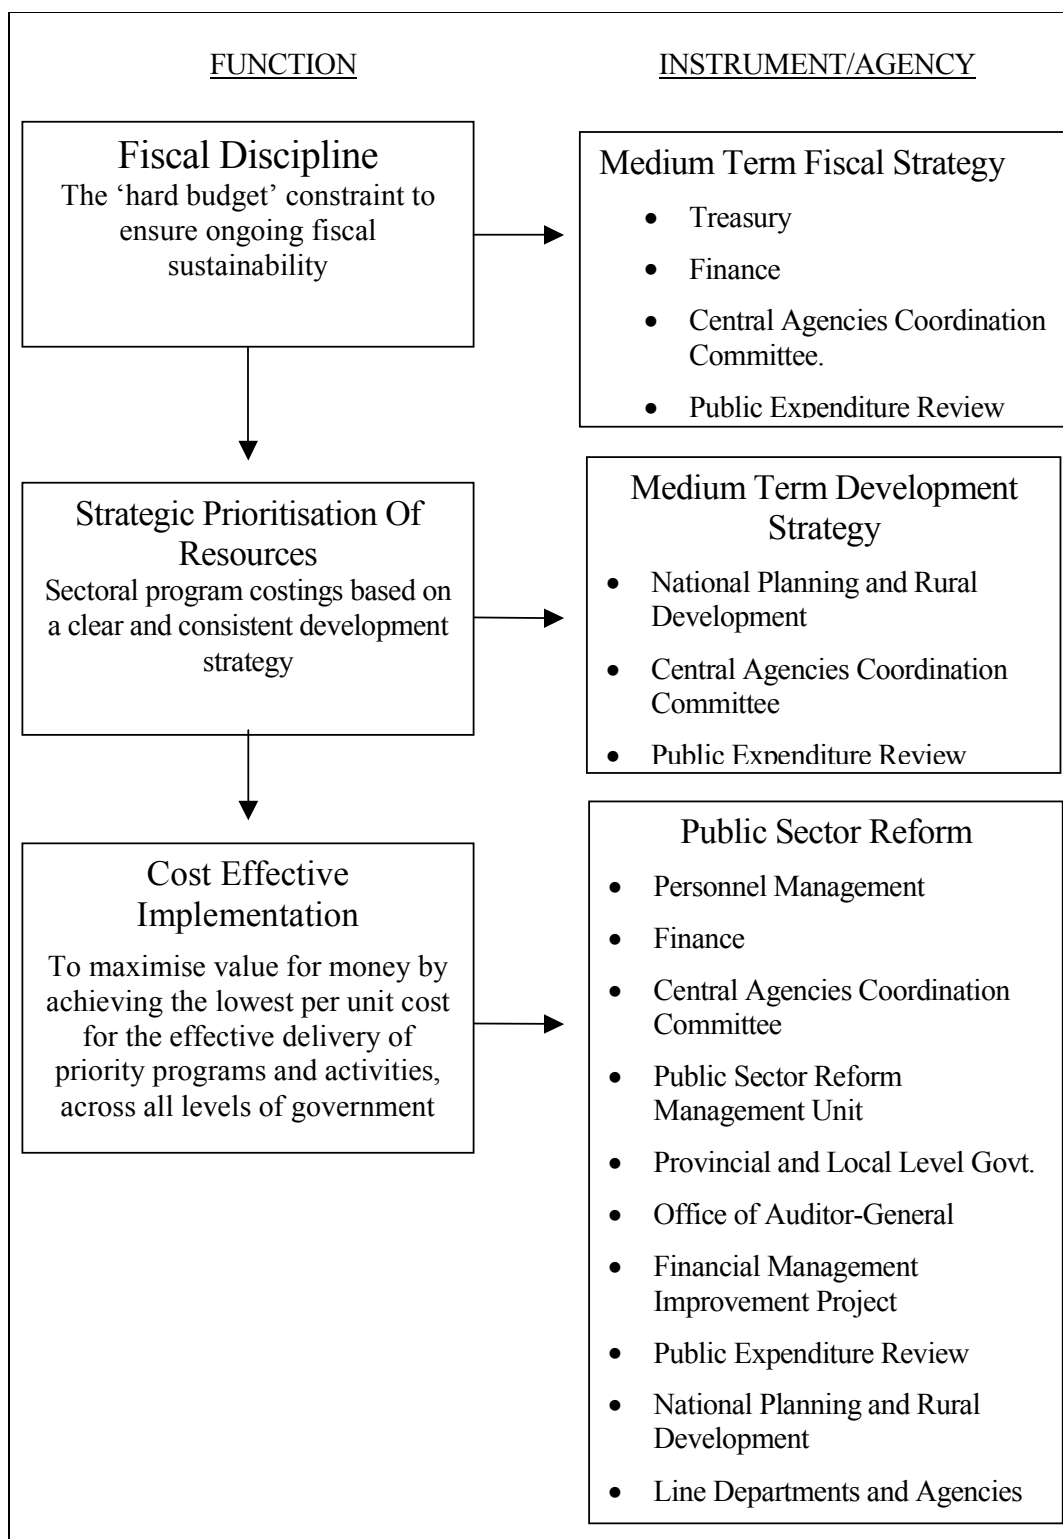 FUNCTION
INSTRUMENT/AGENCY
Fiscal Discipline
The ‘hard budget’ constraint to
ensure ongoing fiscal
sustainability
Medium Term Fiscal Strategy
• Treasury
• Finance
• Central Agencies Coordination
Committee.
• Public Expenditure Review
Strategic Prioritisation Of
Resources
Sectoral program costings based on
a clear and consistent development
strategy
Medium Term Development
Strategy
• National Planning and Rural
Development
• Central Agencies Coordination
Committee
• Public Expenditure Review
Cost Effective
Implementation
To maximise value for money by
achieving the lowest per unit cost
for the effective delivery of
priority programs and activities,
across all levels of government
Public Sector Reform
• Personnel Management
• Finance
• Central Agencies Coordination
Committee
• Public Sector Reform
Management Unit
• Provincial and Local Level Govt.
• Office of Auditor-General
• Financial Management
Improvement Project
• Public Expenditure Review
• National Planning and Rural
Development
• Line Departments and Agencies